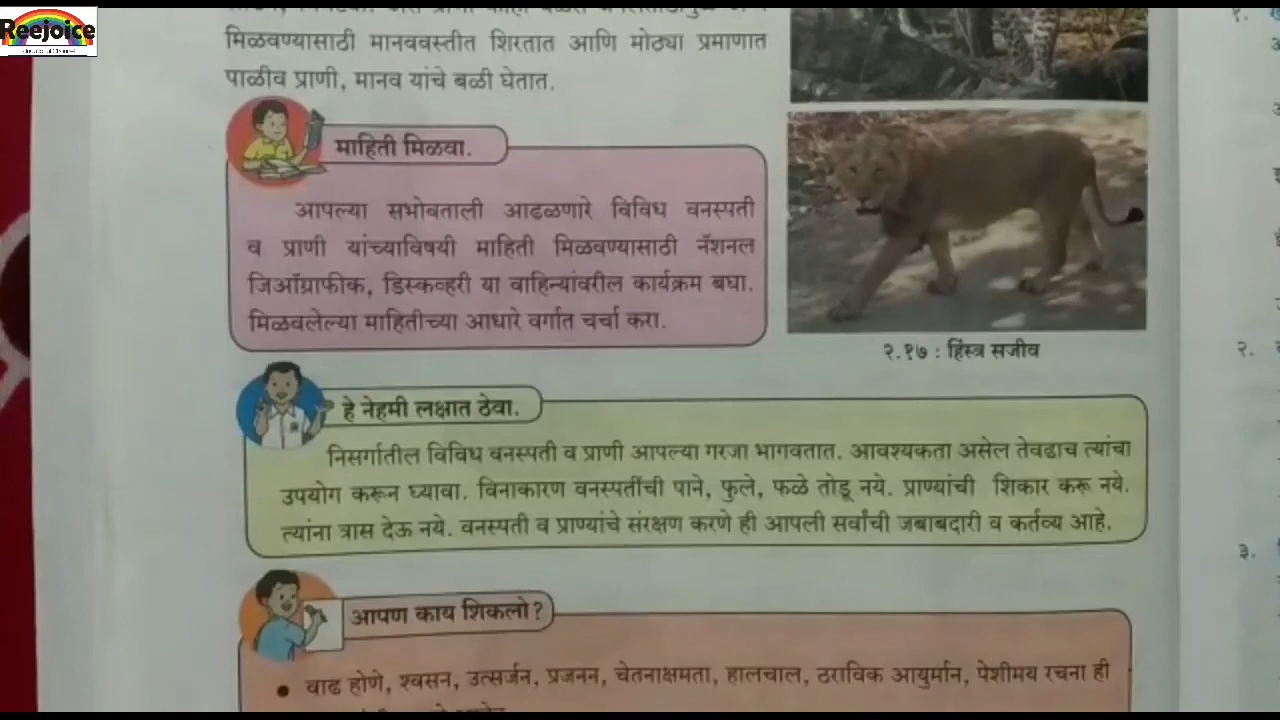 Reejoice
मिळवण्यासाठी मानववस्तीत शिरतात आणि मोठ्या प्रमाणात
पाळीव प्राणी, मानव यांचे बळी घेतात.
माहिती मिळवा.
आपल्या सभोवताली आढळणारे विविध वनस्पती
व प्राणी यांच्याविषयी माहिती मिळवण्यासाठी नॅशनल
जिऑग्राफीक, डिस्कव्हरी या वाहिन्यांवरील कार्यक्रम बघा.
मिळवलेल्या माहितीच्या आधारे वर्गात चर्चा करा.
२.१७ : हिंस्त्र सजीव
हे नेहमी लक्षात ठेवा.
निसर्गातील विविध वनस्पती व प्राणी आपल्या गरजा भागवतात. आवश्यकता असेल तेवढाच त्यांचा
उपयोग करून घ्यावा. विनाकारण वनस्पतींची पाने, फुले, फळे तोडू नये. प्राण्यांची शिकार करू नये.
त्यांना त्रास देऊ नये. वनस्पती व प्राण्यांचे संरक्षण करणे ही आपली सर्वांची जबाबदारी व कर्तव्य आहे.
आपण काय शिकलो?
• वाढ होणे, श्वसन, उत्सर्जन, प्रजनन, चेतनाक्षमता, हालचाल, ठराविक आयुर्मान, पेशीमय रचना ही
१.
२.
३.